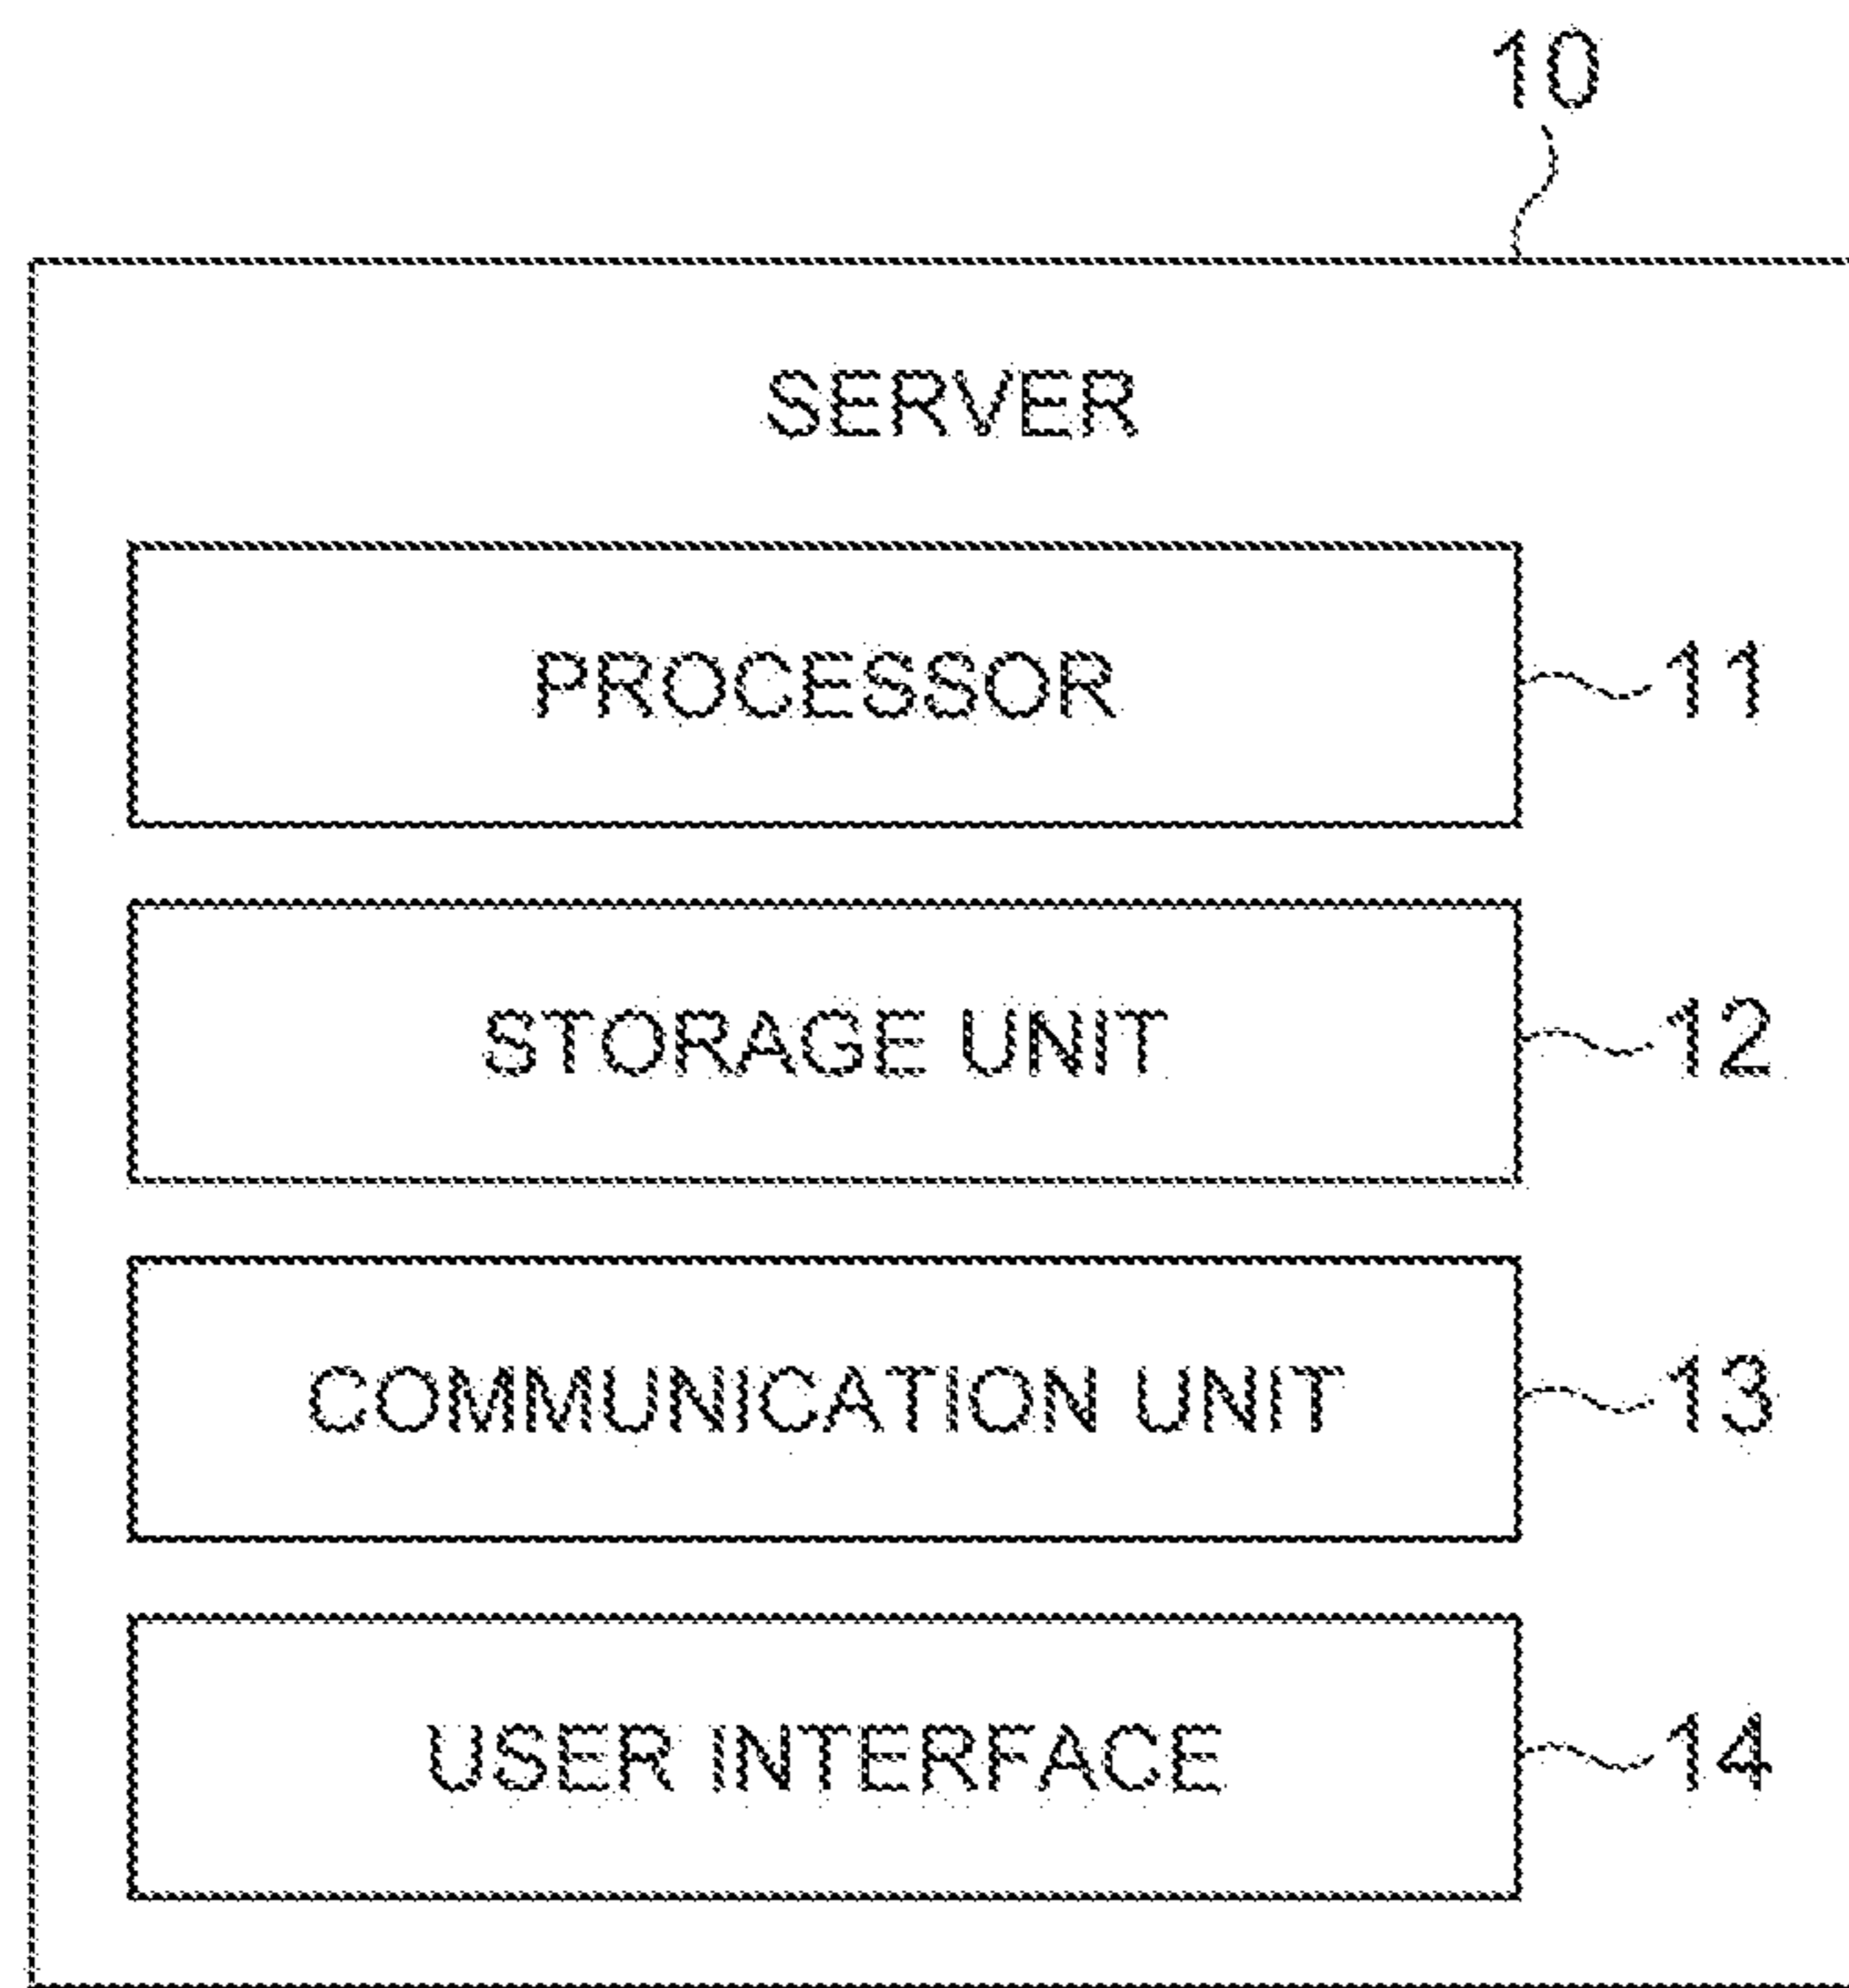 10
SERVER
PROCESSOR 11
STORAGE UNIT 12
COMMUNICATION UNIT 13
USER INTERFACE 14